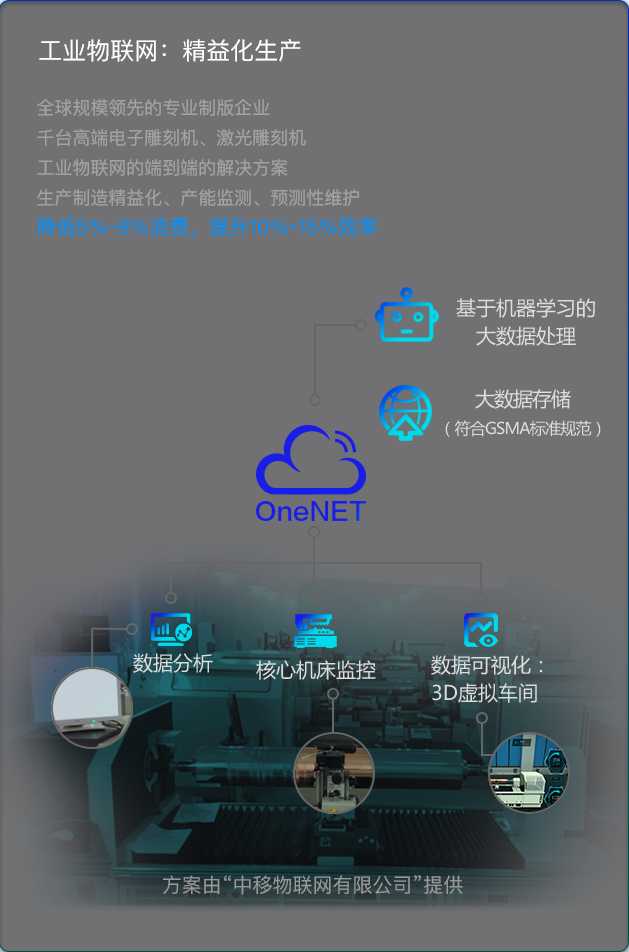 工业物联网：精益化生产
全球规模领先的专业制版企业
千台高端电子雕刻机、激光雕刻机
工业物联网的端到端的解决方案
生产制造精益化、产能监测、预测性维护
降低5%~8%浪费，提升10%~15%效率
基于机器学习的
大数据处理
大数据存储
（符合GSMA标准规范）
OneNET
数据分析
核心机床监控
数据可视化：
3D虚拟车间
方案由“中移物联网有限公司”提供